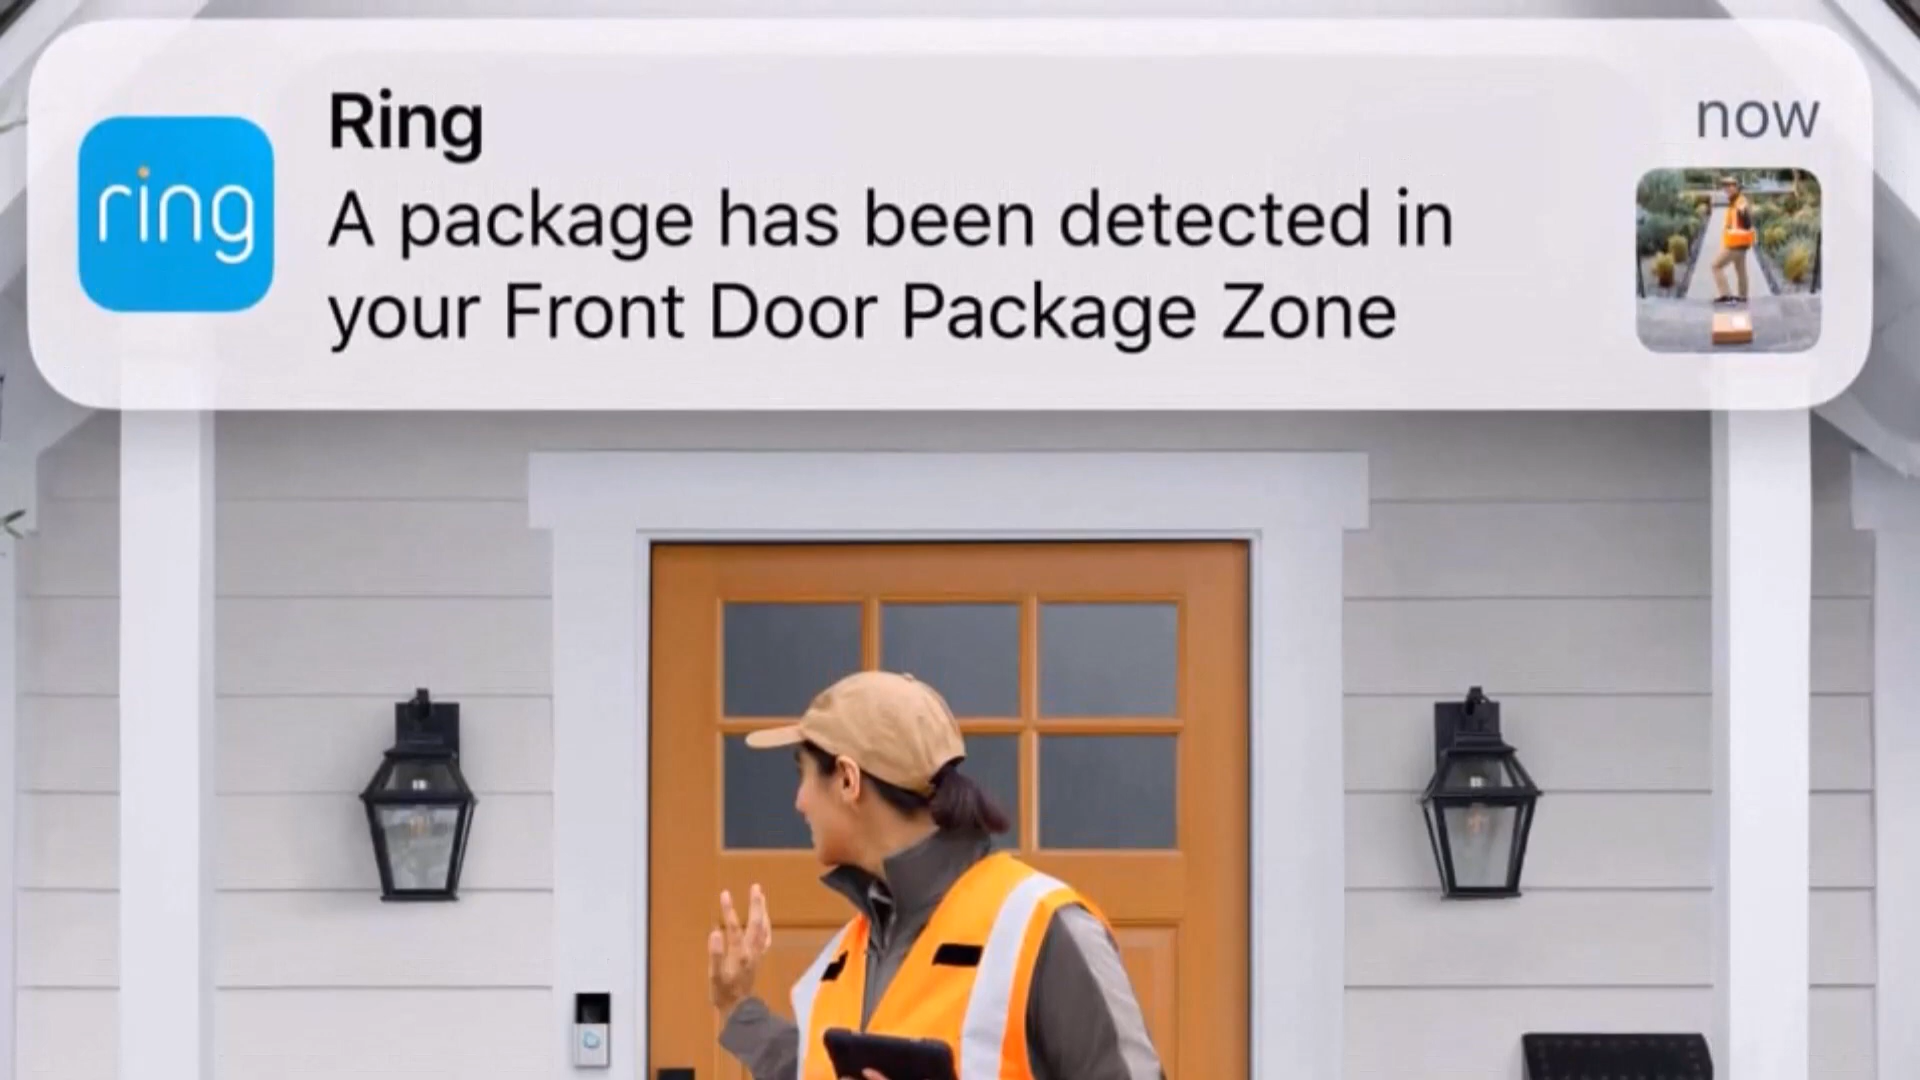 Ring
now
ring
A package has been detected in
your Front Door Package Zone